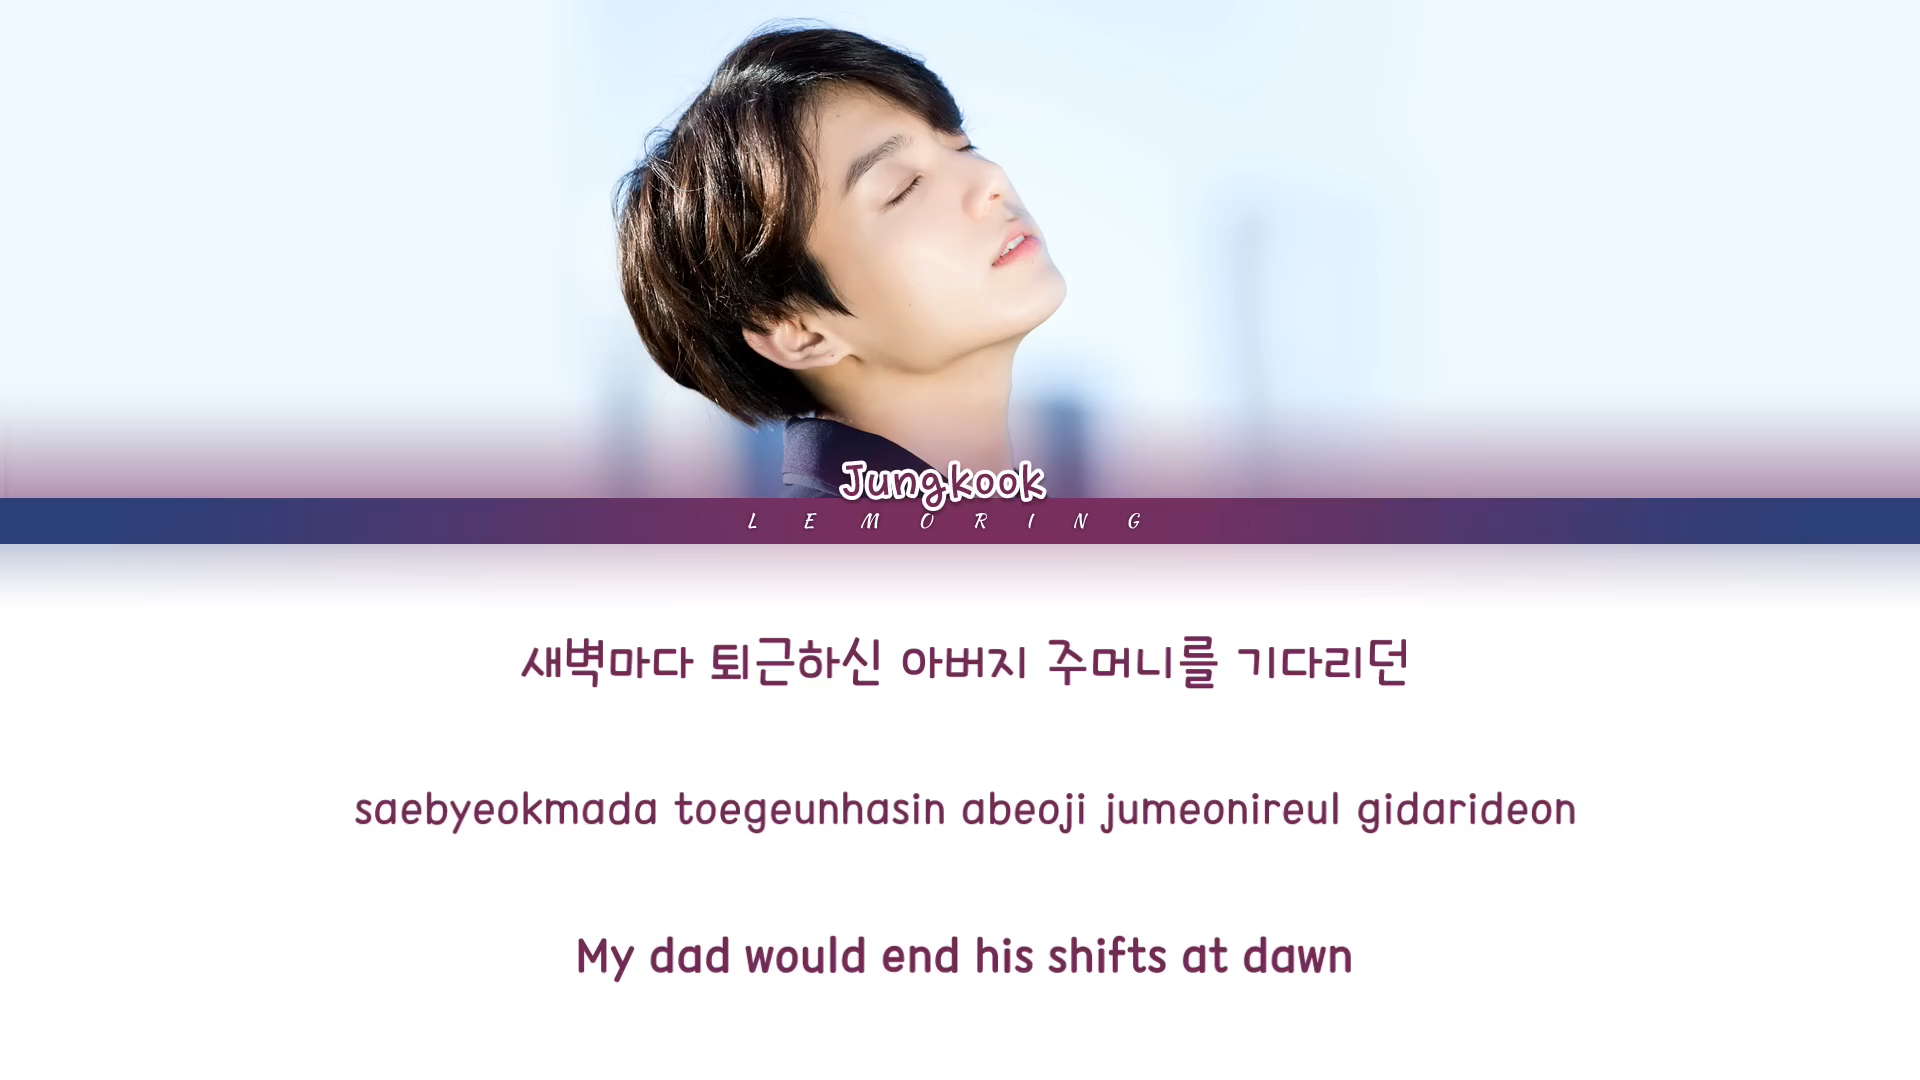 Jungkook
LEMORING
새벽마다 퇴근하신 아버지 주머니를 기다리던
saebyeokmada toegeunhasin abeoji jumeonireul gidarideon
My dad would end his shifts at dawn